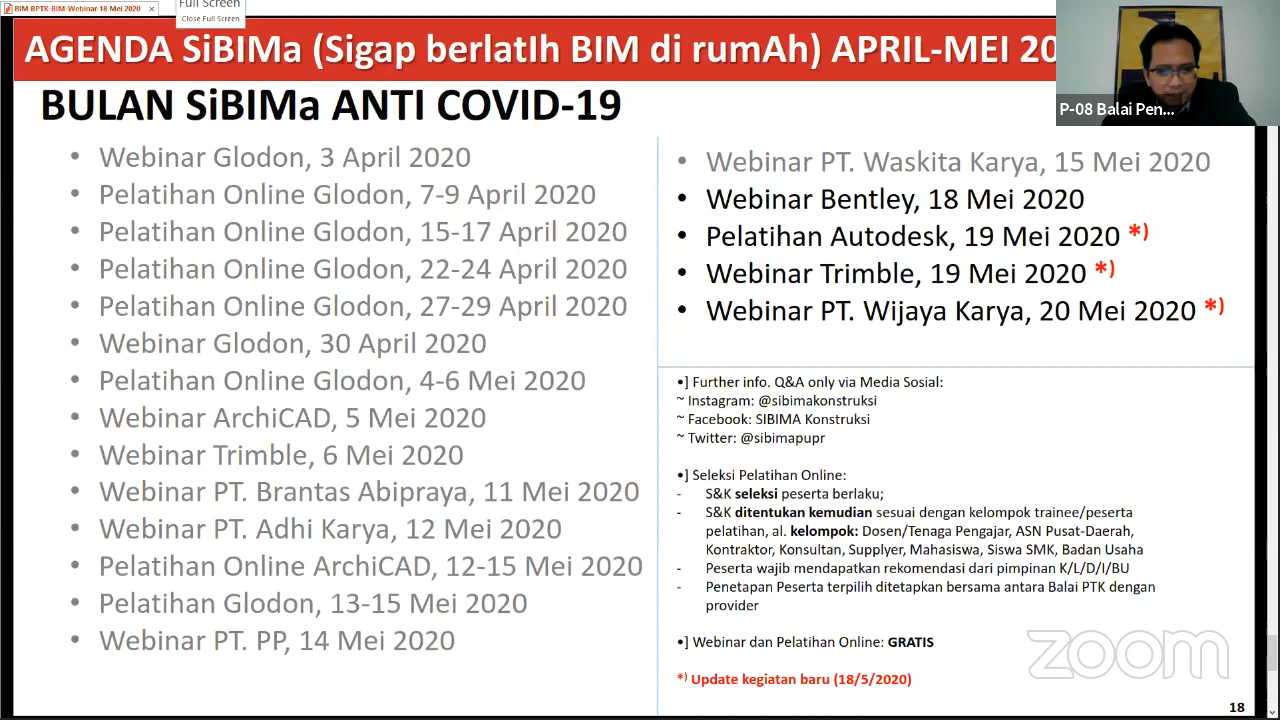 BIM BPTK-BIM-Webinar-18 Mei 2020
Full Screen
Close Full Screen
AGENDA SiBIMa (Sigap berlatIh BIM di rumAh) APRIL-MEI 20
P-08 Balai Pen...
BULAN SiBIMa ANTI COVID-19
• Webinar Glodon, 3 April 2020
• Pelatihan Online Glodon, 7-9 April 2020
• Pelatihan Online Glodon, 15-17 April 2020
• Pelatihan Online Glodon, 22-24 April 2020
• Pelatihan Online Glodon, 27-29 April 2020
• Webinar Glodon, 30 April 2020
• Pelatihan Online Glodon, 4-6 Mei 2020
• Webinar ArchiCAD, 5 Mei 2020
• Webinar Trimble, 6 Mei 2020
• Webinar PT. Brantas Abipraya, 11 Mei 2020
• Webinar PT. Adhi Karya, 12 Mei 2020
• Pelatihan Online ArchiCAD, 12-15 Mei 2020
• Pelatihan Glodon, 13-15 Mei 2020
• Webinar PT. PP, 14 Mei 2020
• Webinar PT. Waskita Karya, 15 Mei 2020
• Webinar Bentley, 18 Mei 2020
• Pelatihan Autodesk, 19 Mei 2020 *)
• Webinar Trimble, 19 Mei 2020 *)
• Webinar PT. Wijaya Karya, 20 Mei 2020 *)
•] Further info. Q&A only via Media Sosial:
~ Instagram: @sibimakonstruksi
~ Facebook: SIBIMA Konstruksi
~ Twitter: @sibimapupr
•] Seleksi Pelatihan Online:
- S&K seleksi peserta berlaku;
- S&K ditentukan kemudian sesuai dengan kelompok trainee/peserta
pelatihan, al. kelompok: Dosen/Tenaga Pengajar, ASN Pusat-Daerah,
Kontraktor, Konsultan, Supplyer, Mahasiswa, Siswa SMK, Badan Usaha
- Peserta wajib mendapatkan rekomendasi dari pimpinan K/L/D/I/BU
- Penetapan Peserta terpilih ditetapkan bersama antara Balai PTK dengan
provider
•] Webinar dan Pelatihan Online: GRATIS
*) Update kegiatan baru (18/5/2020)
zoom
18